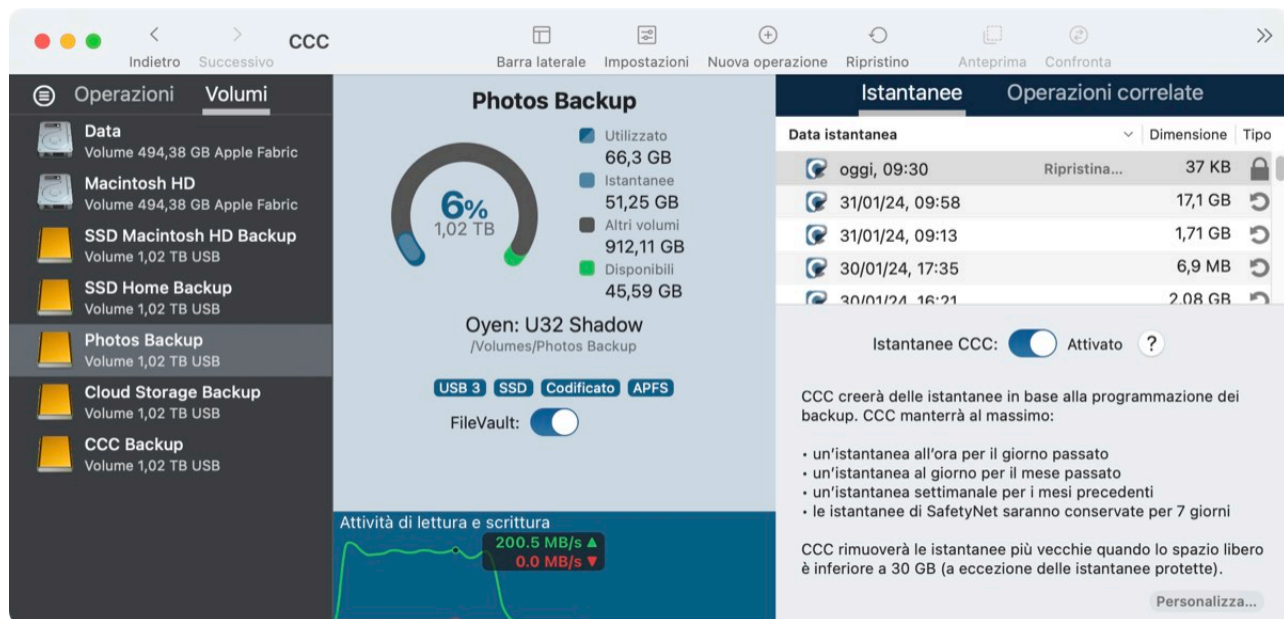 CCC
Indietro
Successivo
Barra laterale
Impostazioni
Nuova operazione
Ripristino
Anteprima
Confronta
Operazioni Volumi
Data
Volume 494,38 GB Apple Fabric
Macintosh HD
Volume 494,38 GB Apple Fabric
SSD Macintosh HD Backup
Volume 1,02 TB USB
SSD Home Backup
Volume 1,02 TB USB
Photos Backup
Volume 1,02 TB USB
Cloud Storage Backup
Volume 1,02 TB USB
CCC Backup
Volume 1,02 TB USB
Photos Backup
6%
1,02 TB
Utilizzato
66,3 GB
Istantanee
51,25 GB
Altri volumi
912,11 GB
Disponibili
45,59 GB
Oyen: U32 Shadow
/Volumes/Photos Backup
USB 3 SSD Codificato APFS
FileVault:
Attività di lettura e scrittura
200.5 MB/s
0.0 MB/s
Istantanee Operazioni correlate
Data istantanea Dimensione Tipo
oggi, 09:30 Ripristina... 37 KB
31/01/24, 09:58 17,1 GB
31/01/24, 09:13 1,71 GB
30/01/24, 17:35 6,9 MB
30/01/24, 16:21 2,08 GB
Istantanee CCC: Attivato ?
CCC creerà delle istantanee in base alla programmazione dei
backup. CCC manterrà al massimo:
• un'istantanea all'ora per il giorno passato
• un'istantanea al giorno per il mese passato
• un'istantanea settimanale per i mesi precedenti
• le istantanee di SafetyNet saranno conservate per 7 giorni
CCC rimuoverà le istantanee più vecchie quando lo spazio libero
è inferiore a 30 GB (a eccezione delle istantanee protette).
Personalizza...